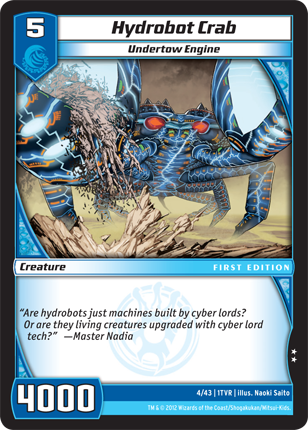 5
Hydrobot Crab
Undertow Engine
Creature
FIRST EDITION
“Are hydrobots just machines built by cyber lords?
Or are they living creatures upgraded with cyber lord
tech?” —Master Nadia
4000
4/43 | 1TVR | illus. Naoki Saito
TM & © 2012 Wizards of the Coast/Shogakukan/Mitsui-Kids.